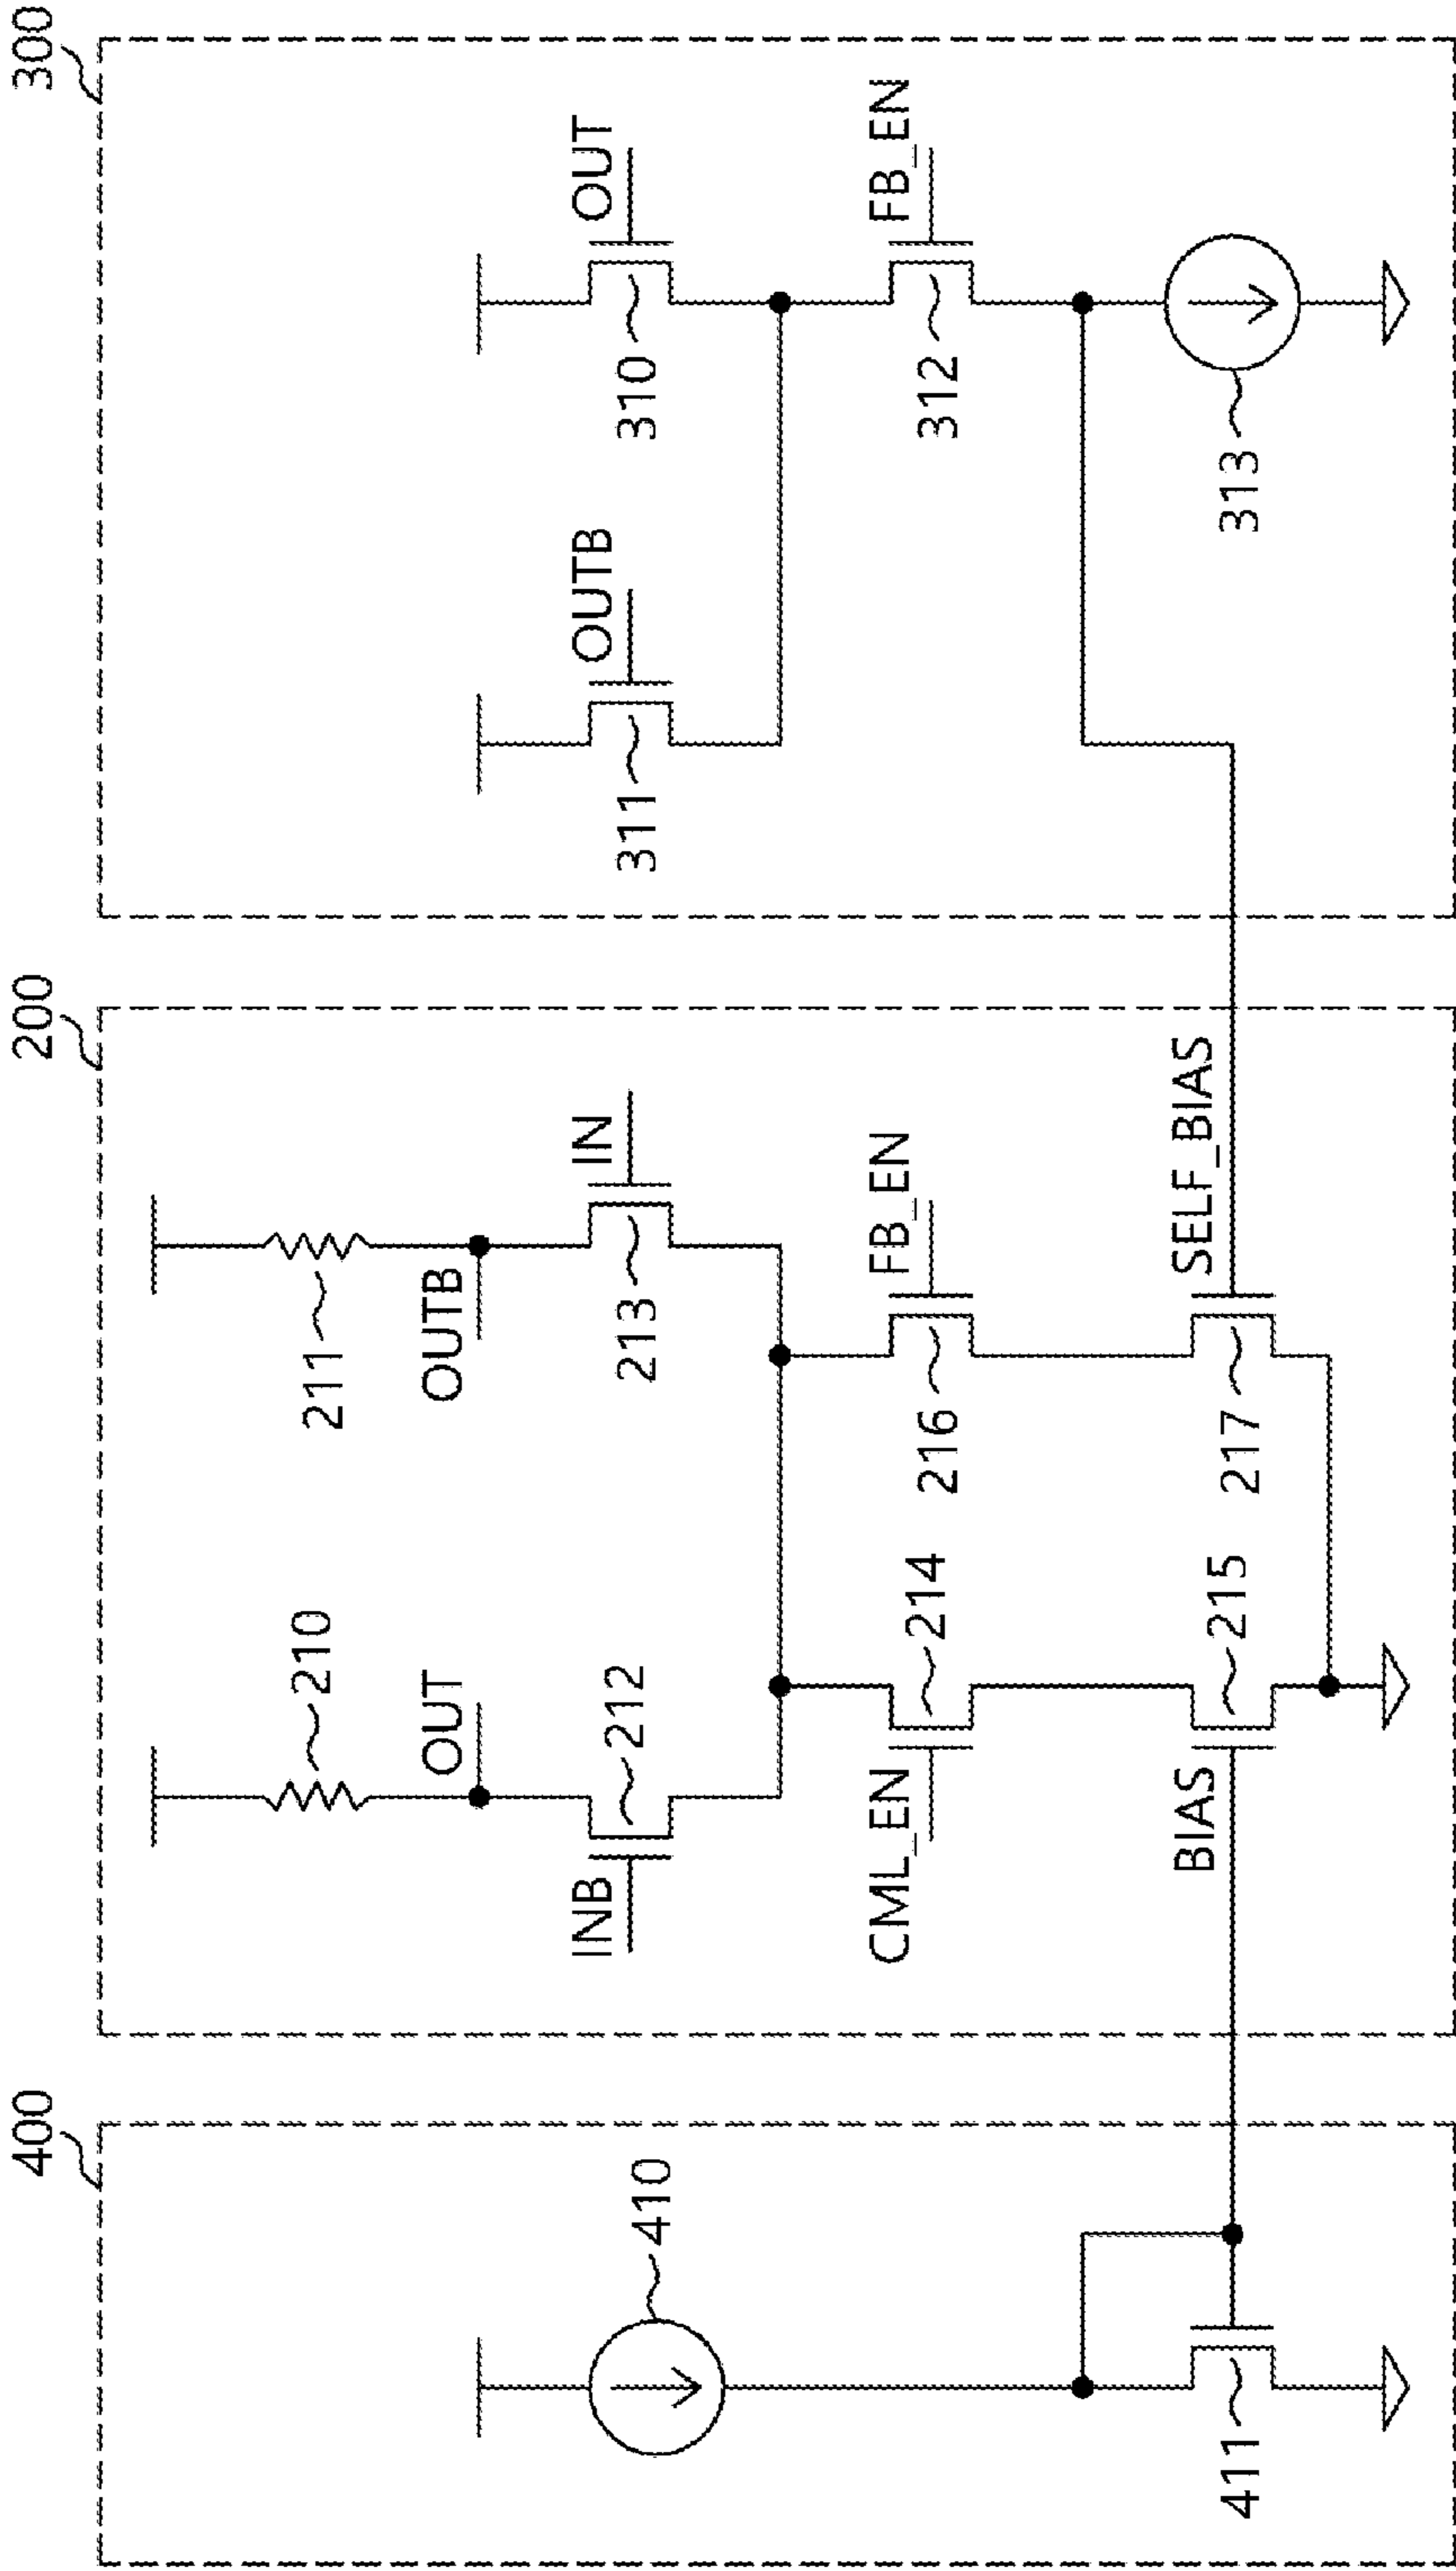 400
200
300
210
211
OUT
OUTB
410
INB
212
213
IN
311
OUTB
310
OUT
CML_EN
214
216
FB_EN
312
FB_EN
411
BIAS
215
217
SELF_BIAS
313